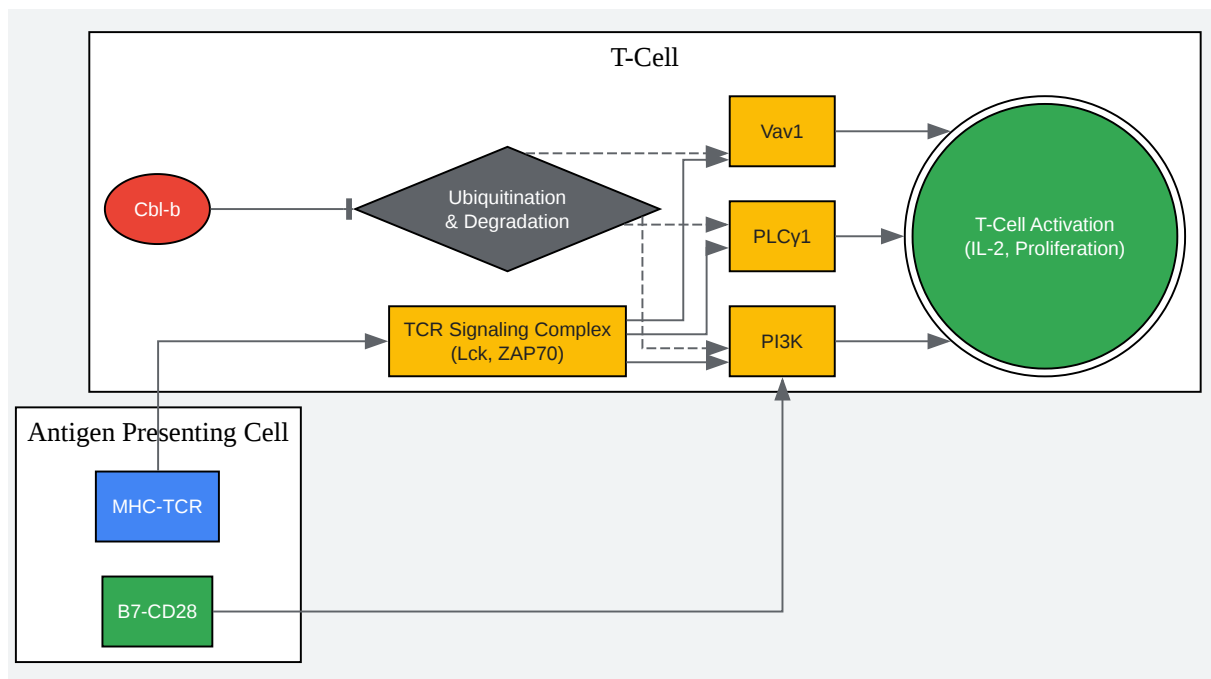 T-Cell
Vav1
Cbl-b
Ubiquitination
& Degradation
PLCγ1
T-Cell Activation
(IL-2, Proliferation)
TCR Signaling Complex
(Lck, ZAP70)
PI3K
Antigen Presenting Cell
MHC-TCR
B7-CD28